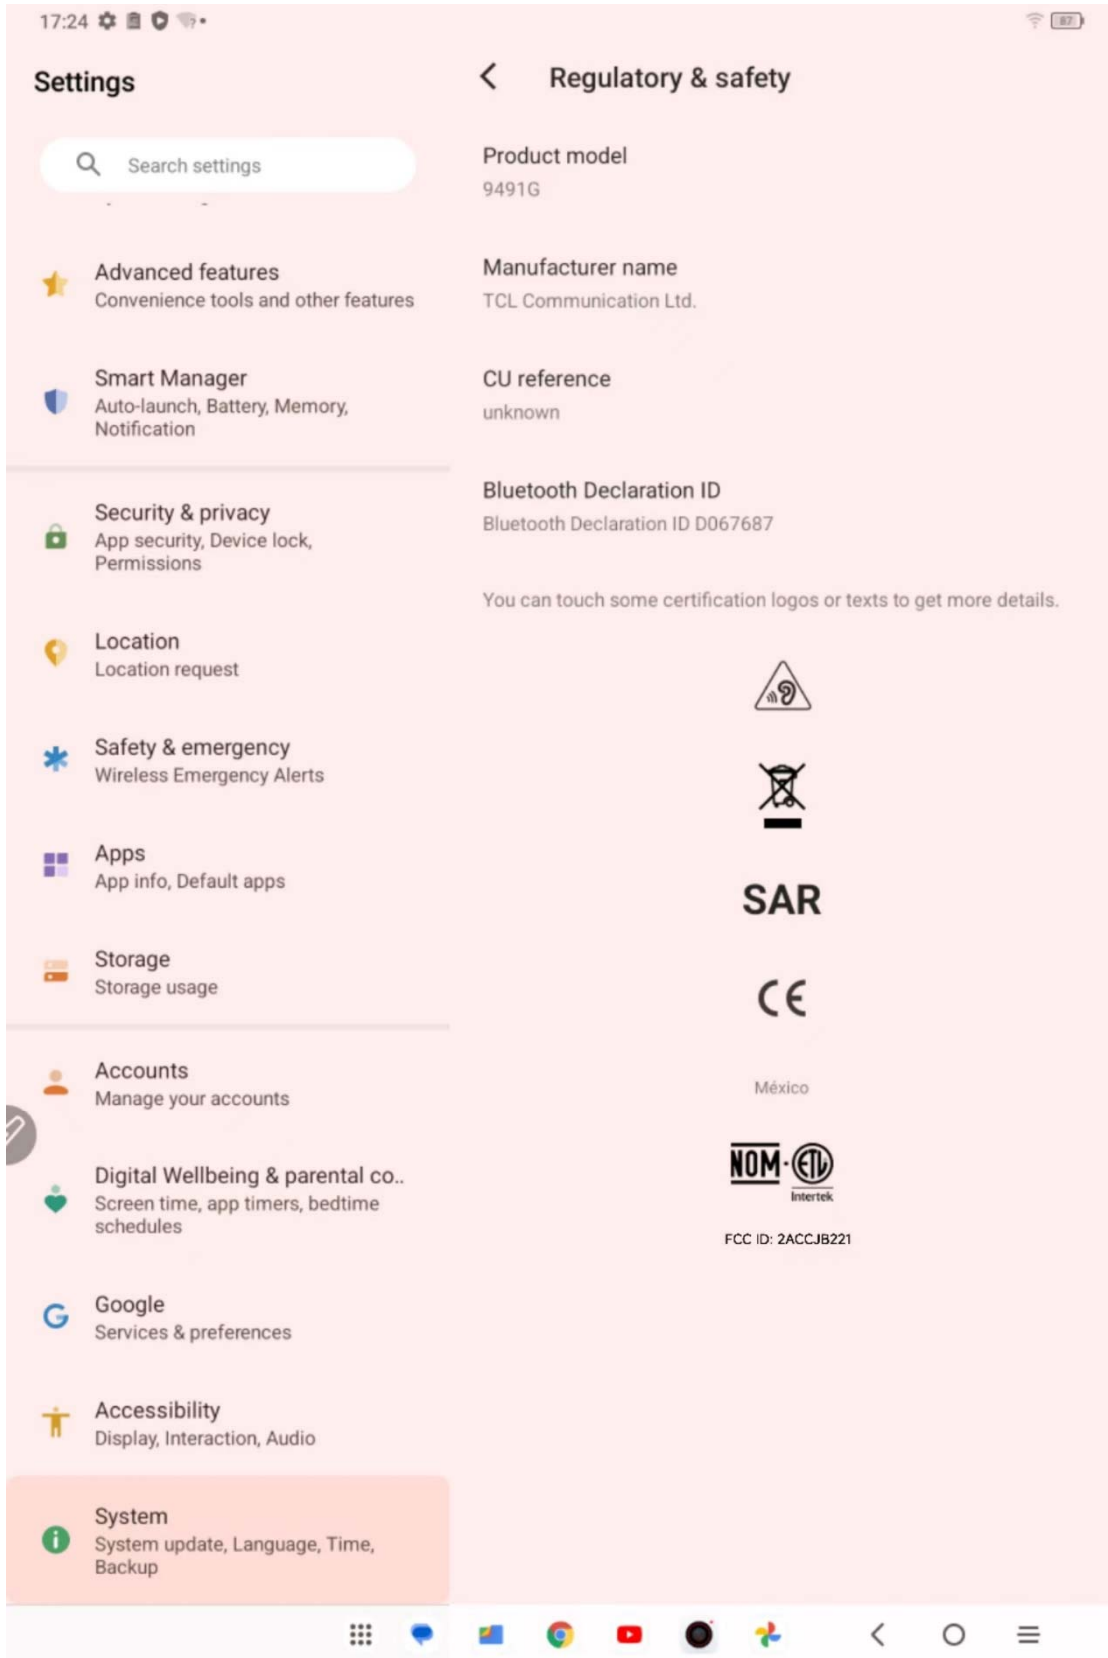 17:24
87
Settings
Search settings
Advanced features
Convenience tools and other features
Smart Manager
Auto-launch, Battery, Memory,
Notification
Security & privacy
App security, Device lock,
Permissions
Location
Location request
Safety & emergency
Wireless Emergency Alerts
Apps
App info, Default apps
Storage
Storage usage
Accounts
Manage your accounts
Digital Wellbeing & parental co..
Screen time, app timers, bedtime
schedules
Google
Services & preferences
Accessibility
Display, Interaction, Audio
System
System update, Language, Time,
Backup
Regulatory & safety
Product model
9491G
Manufacturer name
TCL Communication Ltd.
CU reference
unknown
Bluetooth Declaration ID
Bluetooth Declaration ID D067687
You can touch some certification logos or texts to get more details.
SAR
CE
México
NOM·ETL
Intertek
FCC ID: 2ACCJB221